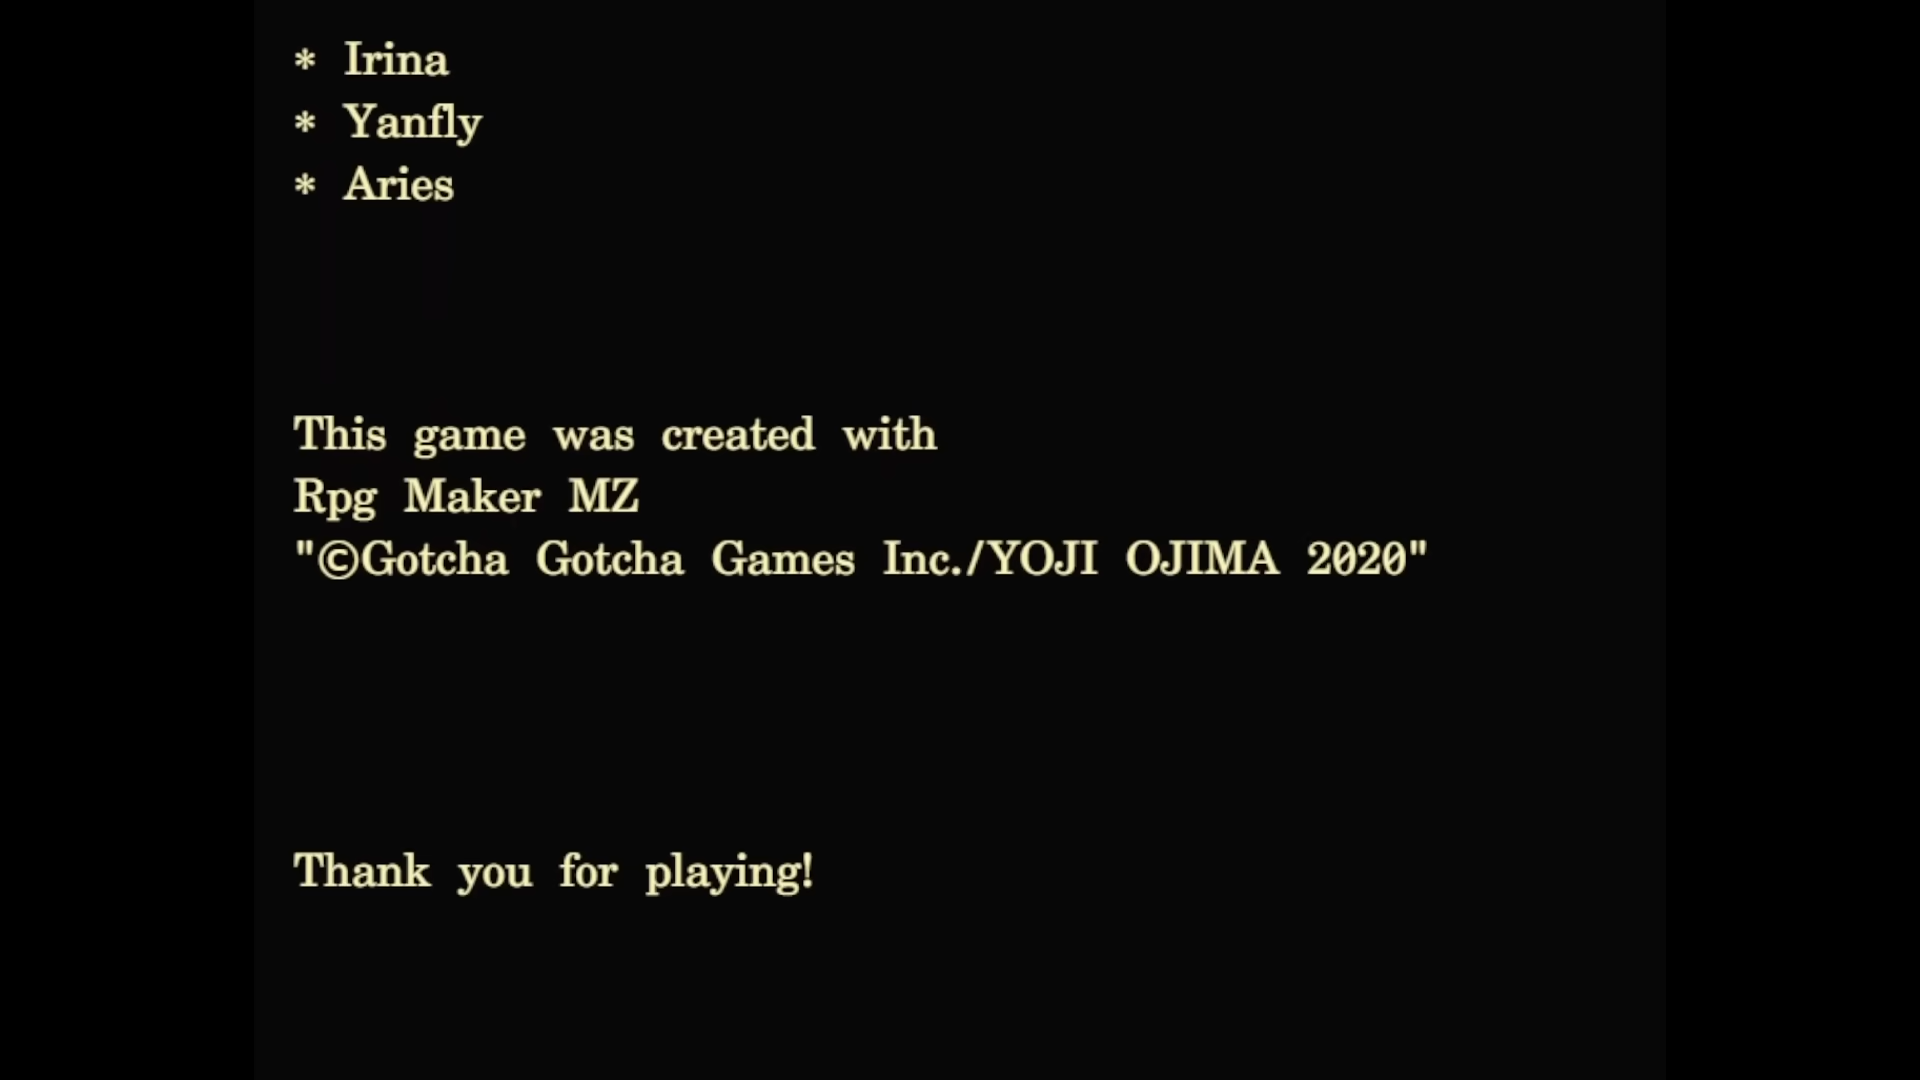 * Irina
* Yanfly
* Aries
This game was created with
Rpg Maker MZ
"©Gotcha Gotcha Games Inc./YOJI OJIMA 2020"
Thank you for playing!